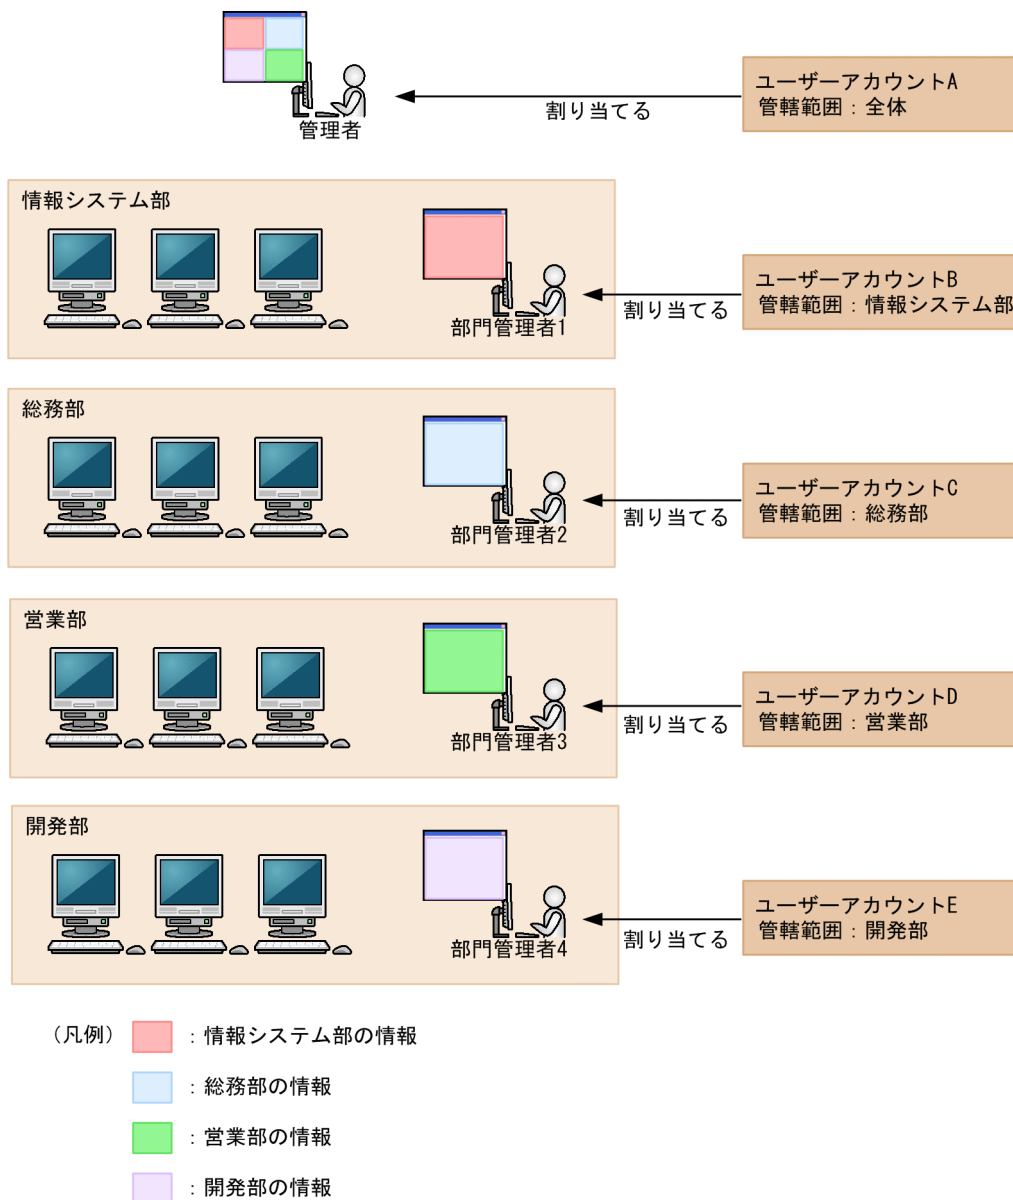 ユーザーアカウントA
管轄範囲：全体
割り当てる
管理者
情報システム部
ユーザーアカウントB
管轄範囲：情報システム部
割り当てる
部門管理者1
総務部
ユーザーアカウントC
管轄範囲：総務部
割り当てる
部門管理者2
営業部
ユーザーアカウントD
管轄範囲：営業部
割り当てる
部門管理者3
開発部
ユーザーアカウントE
管轄範囲：開発部
割り当てる
部門管理者4
（凡例）
：情報システム部の情報
：総務部の情報
：営業部の情報
：開発部の情報